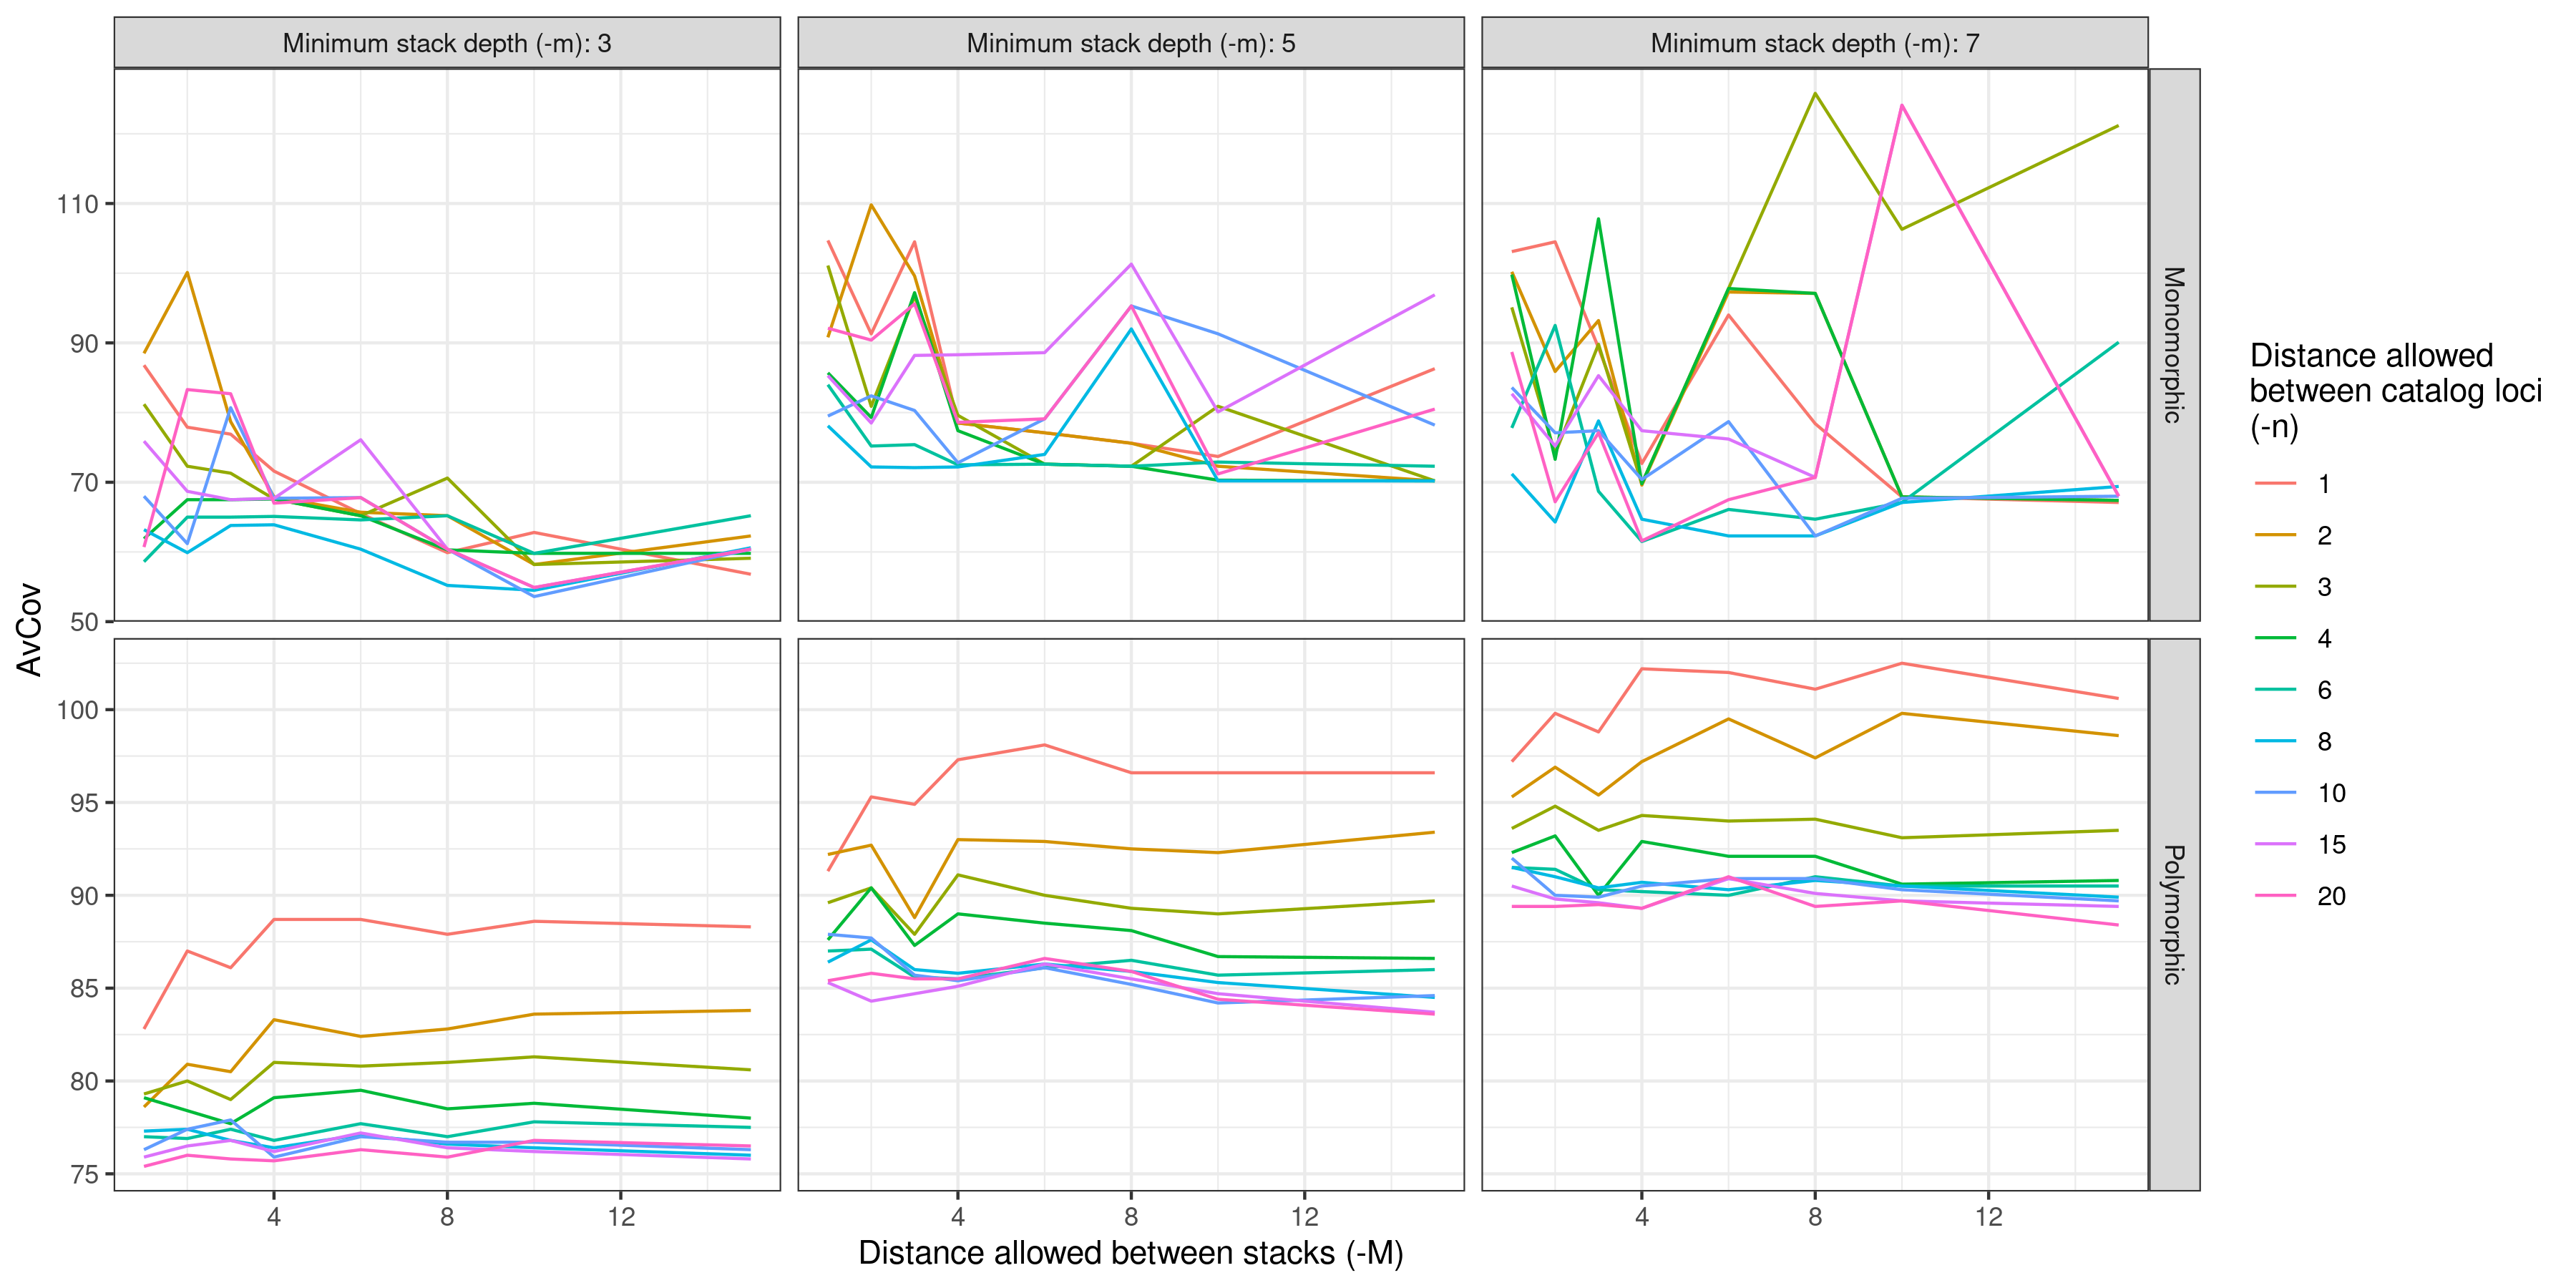 Minimum stack depth (-m): 3
Minimum stack depth (-m): 5
Minimum stack depth (-m): 7
110
90
70
50
Monomorphic
100
95
90
85
80
75
Polymorphic
4
8
12
4
8
12
4
8
12
AvCov
Distance allowed between stacks (-M)
Distance allowed
between catalog loci
(-n)
1
2
3
4
6
8
10
15
20